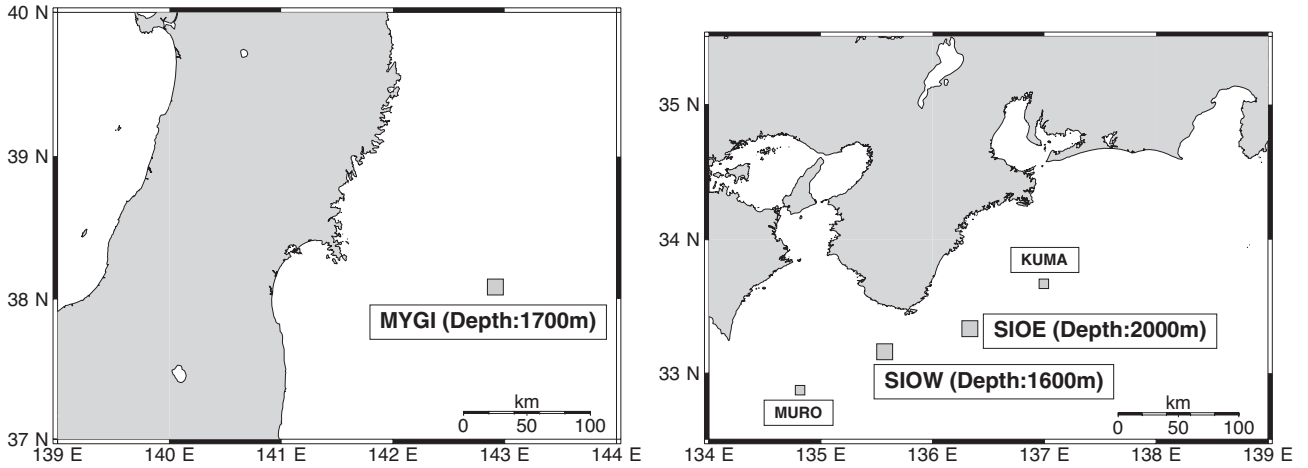 40 N
39 N
38 N
37 N
139 E 140 E 141 E 142 E 143 E 144 E
MYGI (Depth:1700m)
km
0 50 100
35 N
34 N
33 N
134 E 135 E 136 E 137 E 138 E 139 E
KUMA
SIOE (Depth:2000m)
SIOW (Depth:1600m)
MURO
km
0 50 100